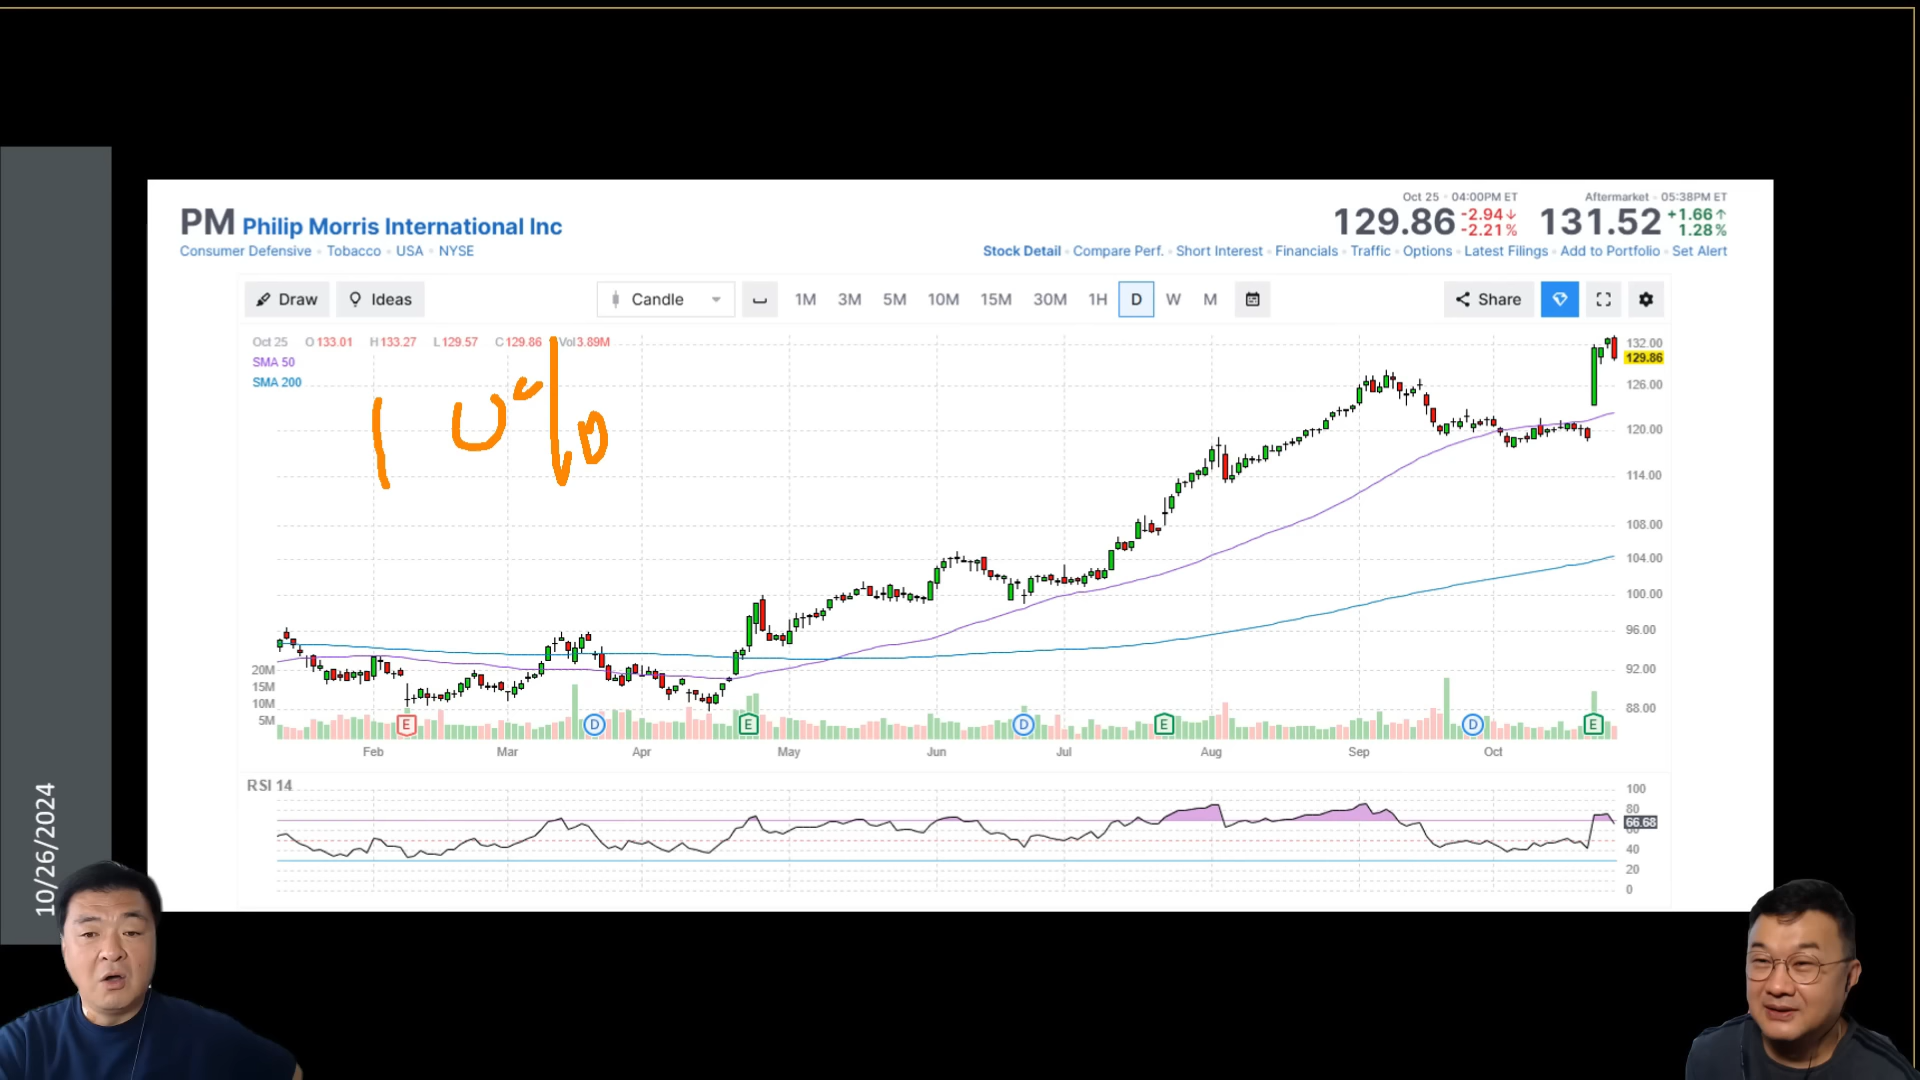 Oct 25 • 04:00PM ET
Aftermarket • 05:38PM ET
PM Philip Morris International Inc
129.86 -2.94↓ -2.21%
131.52 +1.66↑ 1.28%
Consumer Defensive • Tobacco • USA • NYSE
Stock Detail • Compare Perf. • Short Interest • Financials • Traffic • Options • Latest Filings • Add to Portfolio • Set Alert
Draw Ideas Candle 1M 3M 5M 10M 15M 30M 1H D W M Share
Oct 25 O 133.01 H 133.27 L 129.57 C 129.86 Vol 3.89M
SMA 50
SMA 200
10%
132.00
129.86
126.00
120.00
114.00
108.00
104.00
100.00
96.00
92.00
88.00
20M
15M
10M
5M
E D E D E D E
Feb Mar Apr May Jun Jul Aug Sep Oct
RSI 14
100
80
66.68
60
40
20
0
10/26/2024